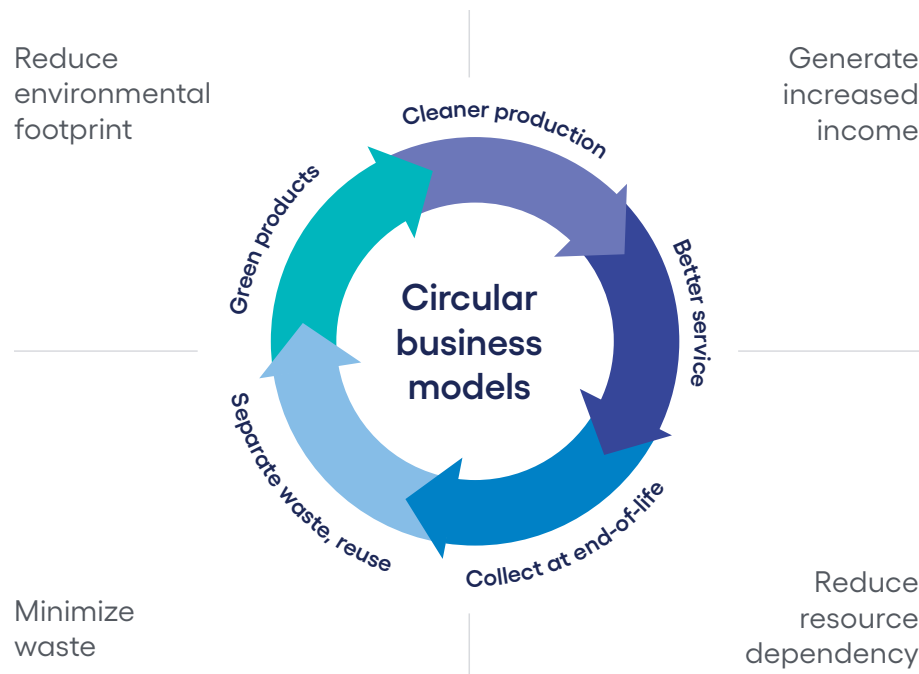 Reduce
environmental
footprint
Generate
increased
income
Cleaner production
Green products
Better service
Circular
business
models
Separate waste, reuse
Collect at end-of-life
Minimize
waste
Reduce
resource
dependency